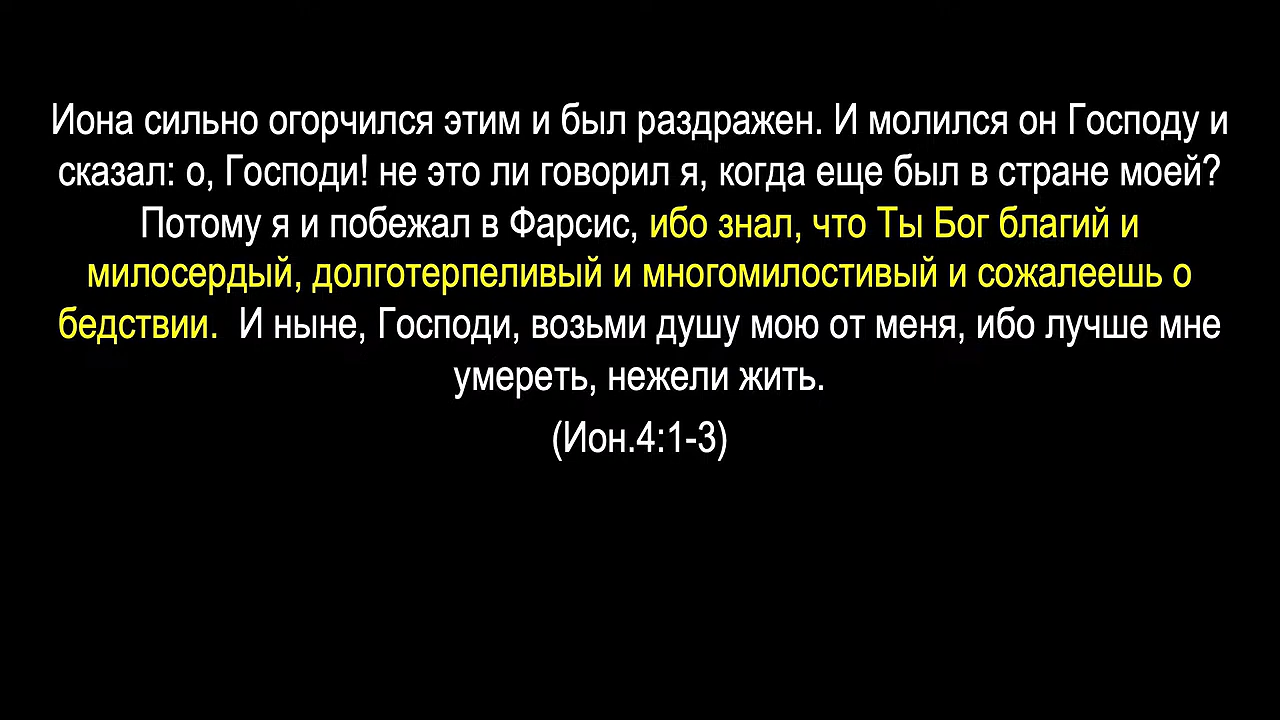 Иона сильно огорчился этим и был раздражен. И молился он Господу и
сказал: о, Господи! не это ли говорил я, когда еще был в стране моей?
Потому я и побежал в Фарсис, ибо знал, что Ты Бог благий и
милосердый, долготерпеливый и многомилостивый и сожалеешь о
бедствии.  И ныне, Господи, возьми душу мою от меня, ибо лучше мне
умереть, нежели жить.
(Ион.4:1-3)